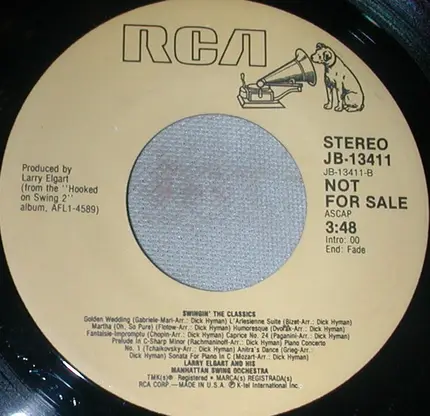 RCA
STEREO
JB-13411
JB-13411-B
NOT
FOR SALE
ASCAP
3:48
Intro: 00
End: Fade
Produced by
Larry Elgart
(from the "Hooked
on Swing 2"
album, AFL1-4589)
SWINGIN' THE CLASSICS
Golden Wedding (Gabriele-Mari-Arr.: Dick Hyman) L'Arlesienne Suite (Bizet-Arr.: Dick Hyman)
Martha (Oh, So Pure) (Flotow-Arr.: Dick Hyman) Humoresque (Dvořák-Arr.: Dick Hyman)
Fantaisie-Impromptu (Chopin-Arr.: Dick Hyman) Caprice No. 24 (Paganini-Arr.: Dick Hyman)
Prelude in C-Sharp Minor (Rachmaninoff-Arr.: Dick Hyman) Piano Concerto
No. 1 (Tchaikovsky-Arr.: Dick Hyman) Anitra's Dance (Grieg-Arr.:
Dick Hyman) Sonata For Piano in C (Mozart-Arr.: Dick Hyman)
LARRY ELGART AND HIS
MANHATTAN SWING ORCHESTRA
TMK(s)® Registered • MARCA(s) REGISTRADA(s)
RCA CORP.—MADE IN U.S.A. ℗ K-tel International Inc.